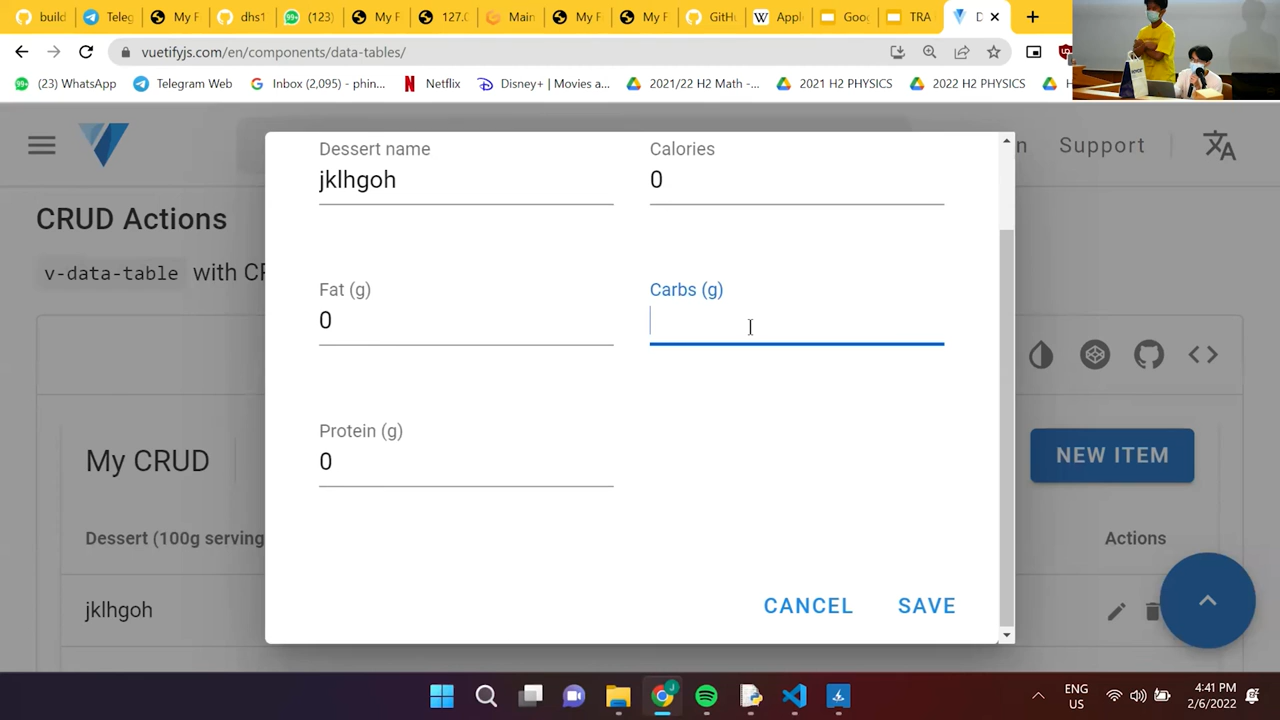 build
Teleg
My F
dhs1
(123)
My F
127.0
Main
My F
My F
GitHu
Apple
Goog
TRA
D
vuetifyjs.com/en/components/data-tables/
(23) WhatsApp
Telegram Web
Inbox (2,095) - phin...
Netflix
Disney+ | Movies a...
2021/22 H2 Math -...
2021 H2 PHYSICS
2022 H2 PHYSICS
H
n
Support
CRUD Actions
v-data-table with CR
Dessert name
Calories
jklhgoh
0
Fat (g)
Carbs (g)
0
Protein (g)
0
My CRUD
NEW ITEM
Dessert (100g serving
Actions
jklhgoh
CANCEL
SAVE
ENG
US
4:41 PM
2/6/2022